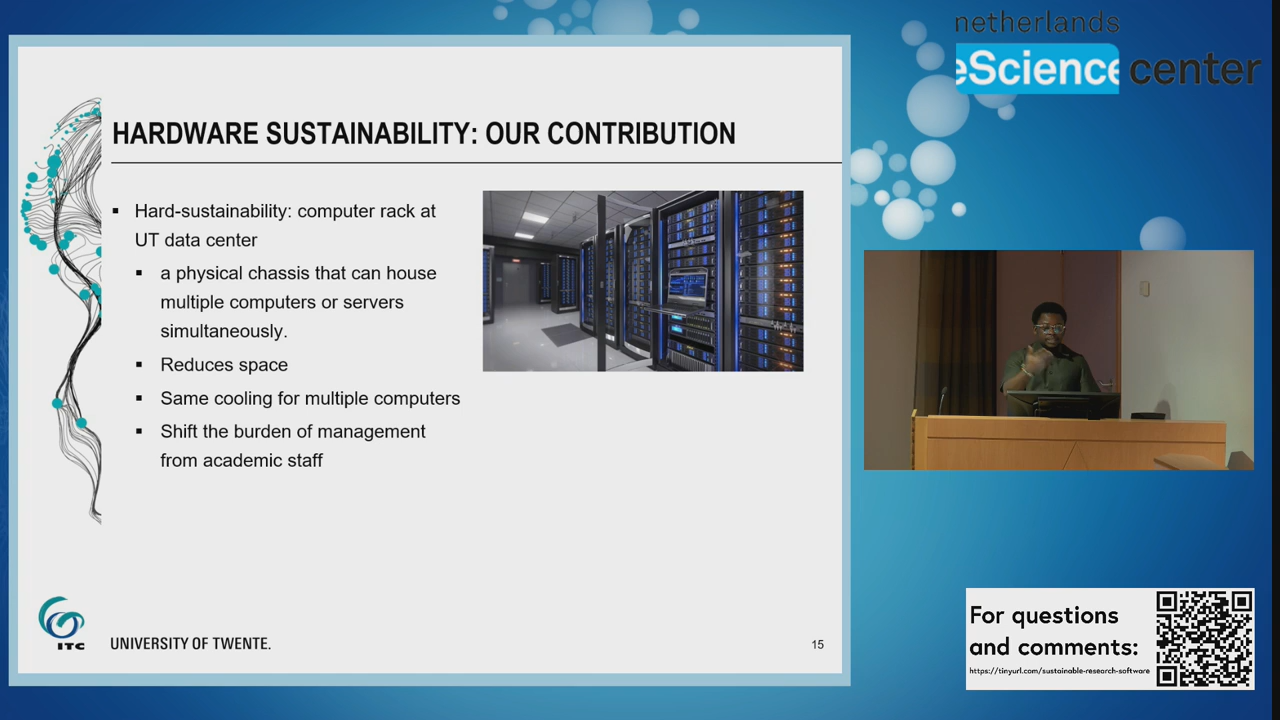 netherlands
eScience center
HARDWARE SUSTAINABILITY: OUR CONTRIBUTION
▪ Hard-sustainability: computer rack at
UT data center
▪ a physical chassis that can house
multiple computers or servers
simultaneously.
▪ Reduces space
▪ Same cooling for multiple computers
▪ Shift the burden of management
from academic staff
ITC
UNIVERSITY OF TWENTE.
15
For questions
and comments:
https://tinyurl.com/sustainable-research-software